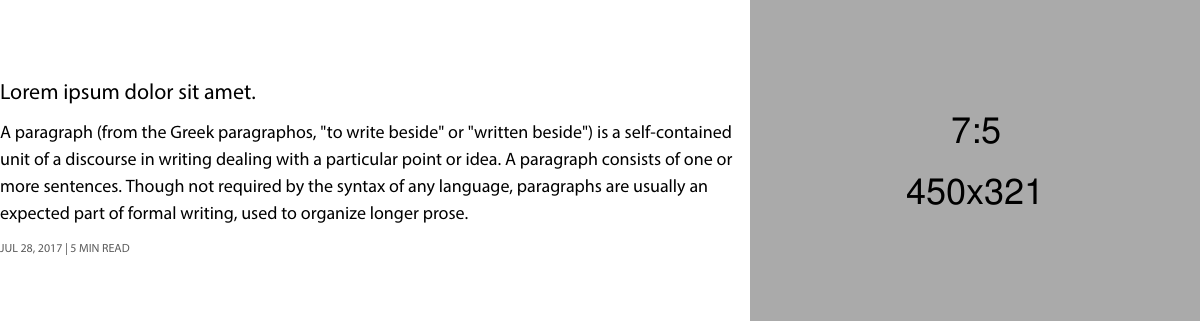 Lorem ipsum dolor sit amet.
A paragraph (from the Greek paragraphos, "to write beside" or "written beside") is a self-contained
unit of a discourse in writing dealing with a particular point or idea. A paragraph consists of one or
more sentences. Though not required by the syntax of any language, paragraphs are usually an
expected part of formal writing, used to organize longer prose.
JUL 28, 2017 | 5 MIN READ
7:5
450x321